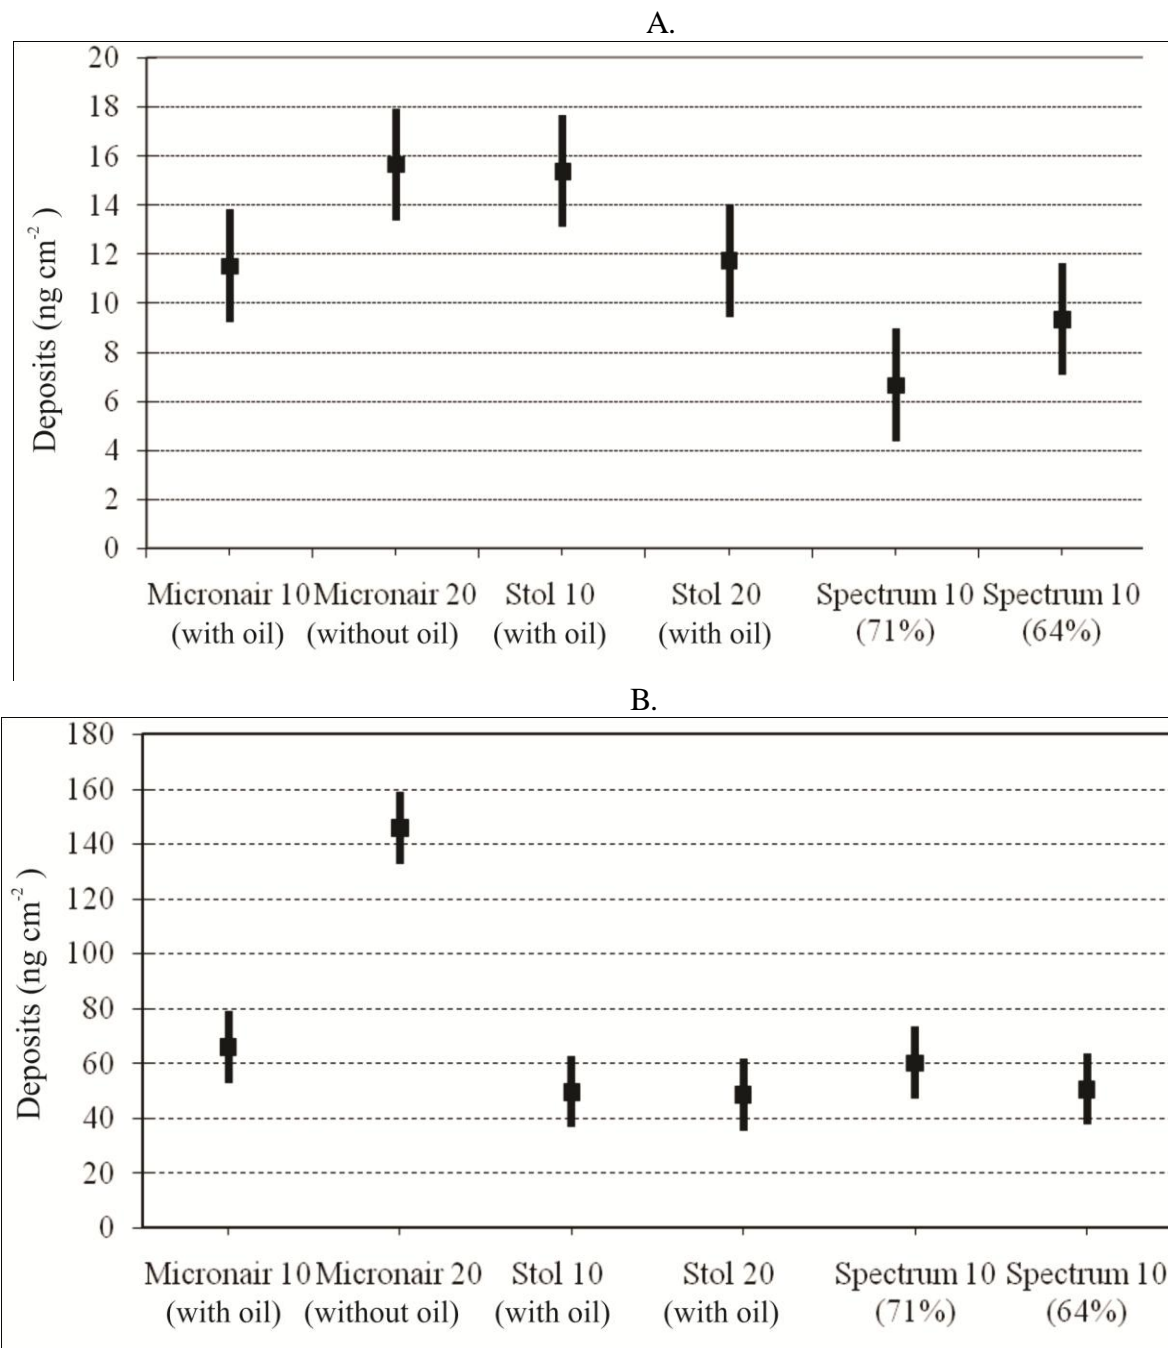 A.
20
18
16
14
12
10
8
6
4
2
0
Deposits (ng cm⁻² )
Micronair 10 Micronair 20 Stol 10 Stol 20 Spectrum 10 Spectrum 10
(with oil) (without oil) (with oil) (with oil) (71%) (64%)
B.
180
160
140
120
100
80
60
40
20
0
Deposits (ng cm⁻² )
Micronair 10 Micronair 20 Stol 10 Stol 20 Spectrum 10 Spectrum 10
(with oil) (without oil) (with oil) (with oil) (71%) (64%)